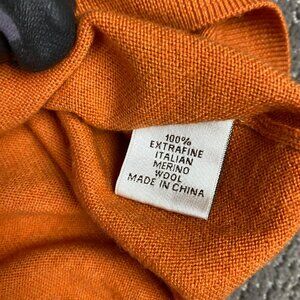 100%
EXTRAFINE
ITALIAN
MERINO
WOOL
MADE IN CHINA